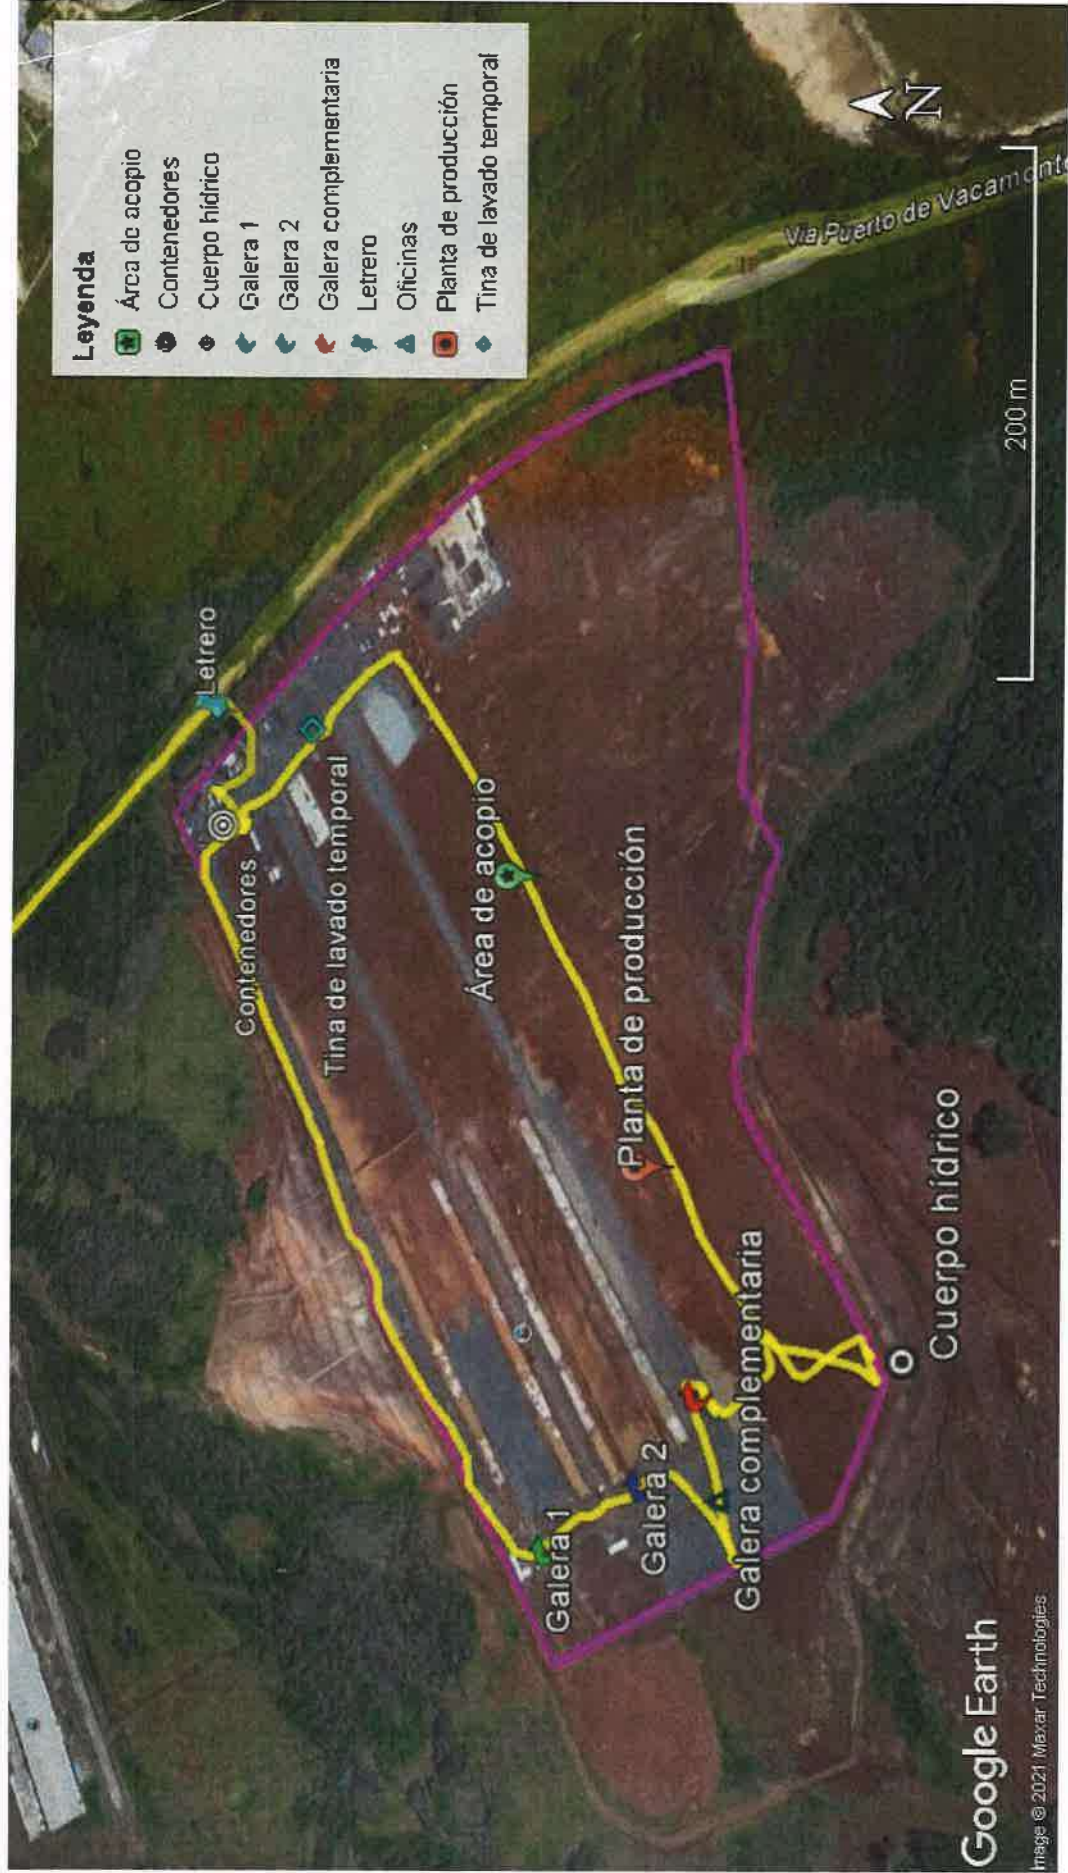 Leyenda
Área de acopio
Contenedores
Cuerpo hídrico
Galera 1
Galera 2
Galera complementaria
Letrero
Oficinas
Planta de producción
Tina de lavado temporal
Letrero
Contenedores
Tina de lavado temporal
Área de acopio
Planta de producción
Galera 1
Galera 2
Galera complementaria
Cuerpo hídrico
Vía Puerto de Vacamonte
N
200 m
Google Earth
Image © 2021 Maxar Technologies